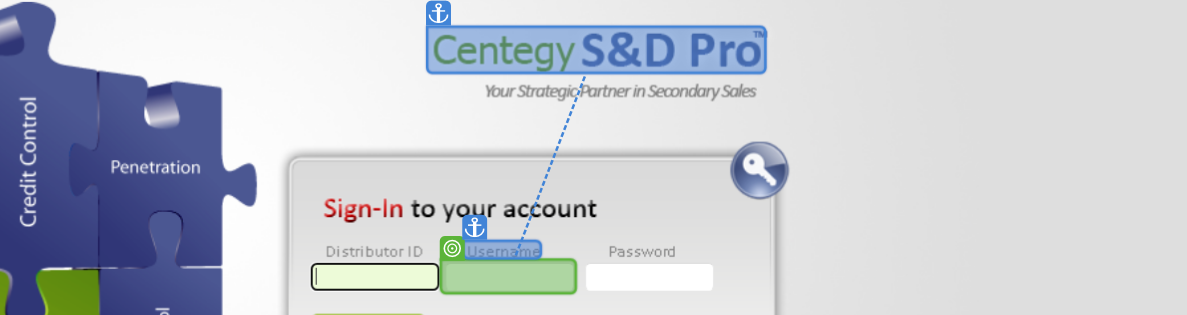 Centegy S&D Pro™
Your Strategic Partner in Secondary Sales
Credit Control
Penetration
Sign-In to your account
Distributor ID
Username
Password